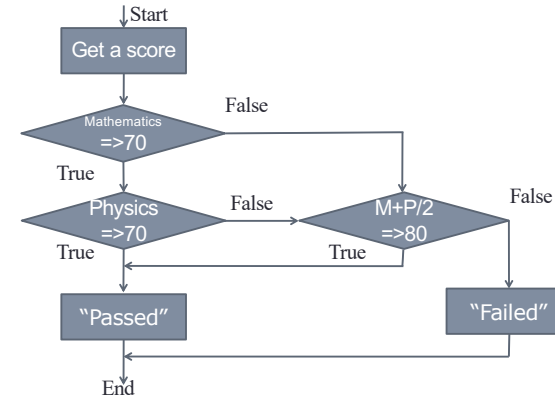 Start
Get a score
False
Mathematics
=>70
True
Physics
=>70
False
M+P/2
=>80
False
True
True
“Passed”
“Failed”
End